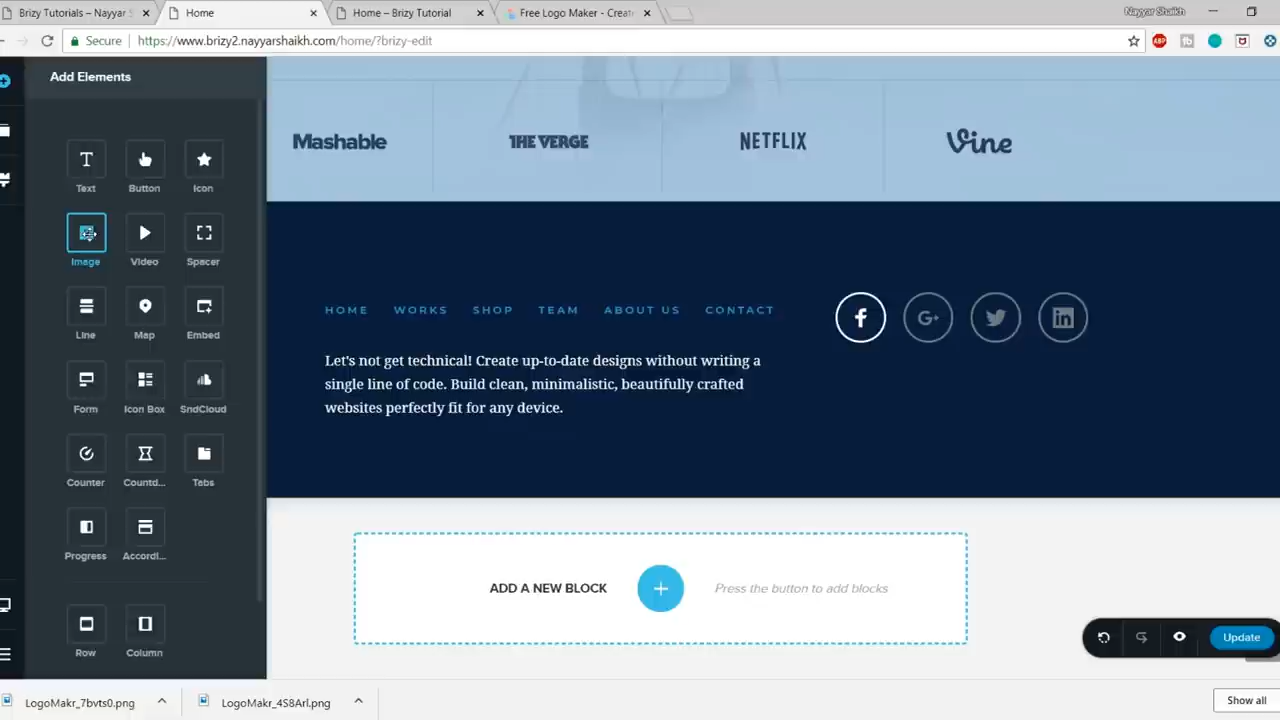 Brizy Tutorials – Nayyar S
Home
Home – Brizy Tutorial
Free Logo Maker - Create
Nayyar Shaikh
Secure
https://www.brizy2.nayyarshaikh.com/home/?brizy-edit
ABP
Add Elements
Text
Button
Icon
Image
Video
Spacer
Line
Map
Embed
Form
Icon Box
SndCloud
Counter
Countd...
Tabs
Progress
Accordi...
Row
Column
Mashable
THE VERGE
NETFLIX
Vine
HOME
WORKS
SHOP
TEAM
ABOUT US
CONTACT
Let's not get technical! Create up-to-date designs without writing a
single line of code. Build clean, minimalistic, beautifully crafted
websites perfectly fit for any device.
ADD A NEW BLOCK
Press the button to add blocks
Update
LogoMakr_7bvts0.png
LogoMakr_4S8Arl.png
Show all